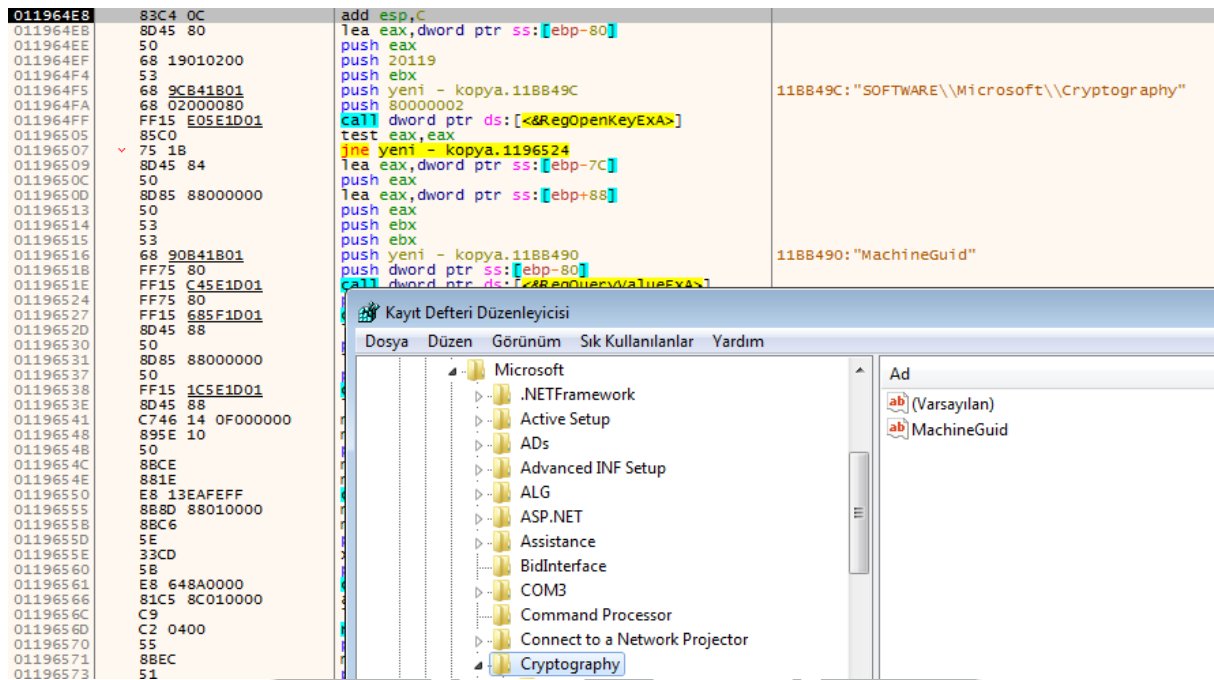 011964E8 83C4 0C add esp,C
011964EB 8D45 80 lea eax,dword ptr ss:[ebp-80]
011964EE 50 push eax
011964EF 68 19010200 push 20119
011964F4 53 push ebx
011964F5 68 9CB41B01 push yeni - kopya.11BB49C 11BB49C:"SOFTWARE\\Microsoft\\Cryptography"
011964FA 68 02000080 push 80000002
011964FF FF15 E05E1D01 call dword ptr ds:[<&RegOpenKeyExA>]
01196505 85C0 test eax,eax
01196507 75 1B jne yeni - kopya.1196524
01196509 8D45 84 lea eax,dword ptr ss:[ebp-7C]
0119650C 50 push eax
0119650D 8D85 88000000 lea eax,dword ptr ss:[ebp+88]
01196513 50 push eax
01196514 53 push ebx
01196515 53 push ebx
01196516 68 90B41B01 push yeni - kopya.11BB490 11BB490:"MachineGuid"
0119651B FF75 80 push dword ptr ss:[ebp-80]
0119651E FF15 C45E1D01 call dword ptr ds:[<&RegQueryValueExA>]
01196524 FF75 80
01196527 FF15 685F1D01
0119652D 8D45 88
01196530 50
01196531 8D85 88000000
01196537 50
01196538 FF15 1C5E1D01
0119653E 8D45 88
01196541 C746 14 0F000000
01196548 895E 10
0119654B 50
0119654C 8BCE
0119654E 881E
01196550 E8 13EAFEFF
01196555 8B8D 88010000
0119655B 8BC6
0119655D 5E
0119655E 33CD
01196560 5B
01196561 E8 648A0000
01196566 81C5 8C010000
0119656C C9
0119656D C2 0400
01196570 55
01196571 8BEC
01196573 51
Kayıt Defteri Düzenleyicisi
Dosya Düzen Görünüm Sık Kullanılanlar Yardım
Microsoft
.NETFramework
Active Setup
ADs
Advanced INF Setup
ALG
ASP.NET
Assistance
BidInterface
COM3
Command Processor
Connect to a Network Projector
Cryptography
Ad
(Varsayılan)
MachineGuid